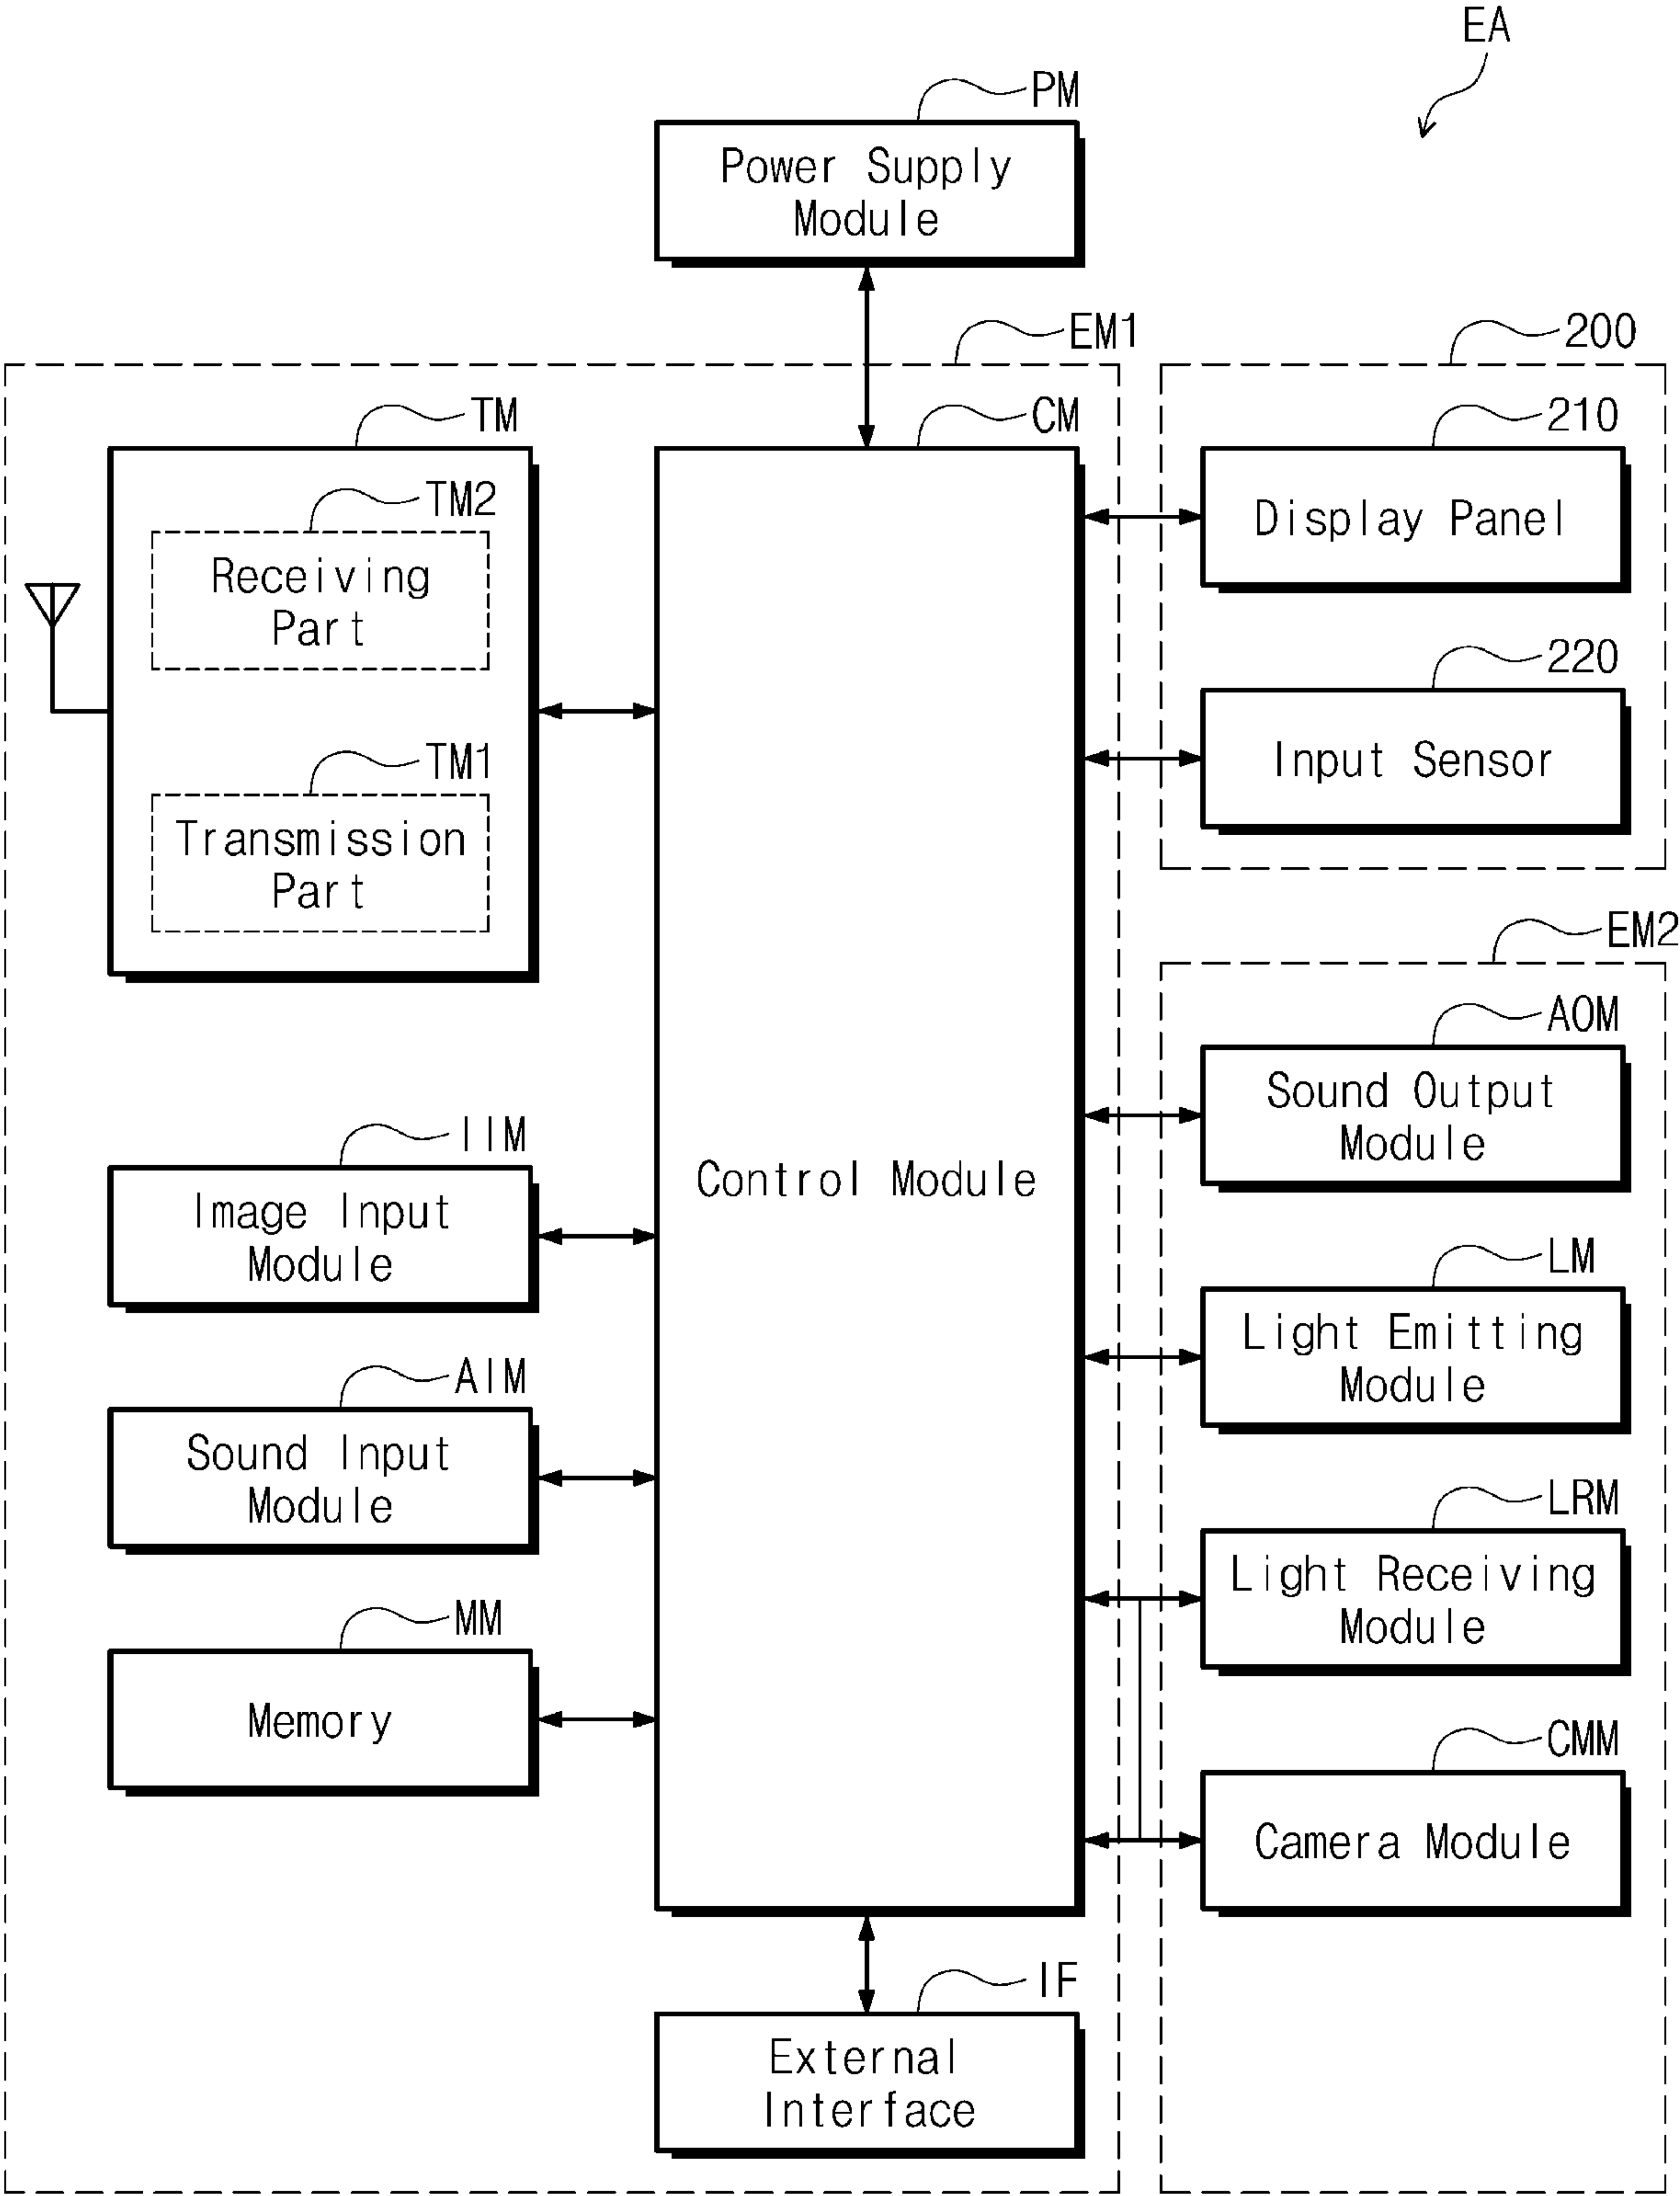 EA
PM
Power Supply
Module
EM1
200
TM
CM
210
TM2
Receiving
Part
Display Panel
220
TM1
Input Sensor
Transmission
Part
EM2
AOM
Sound Output
Module
IIM
Control Module
Image Input
Module
LM
Light Emitting
Module
AIM
Sound Input
Module
LRM
Light Receiving
Module
MM
Memory
CMM
Camera Module
IF
External
Interface